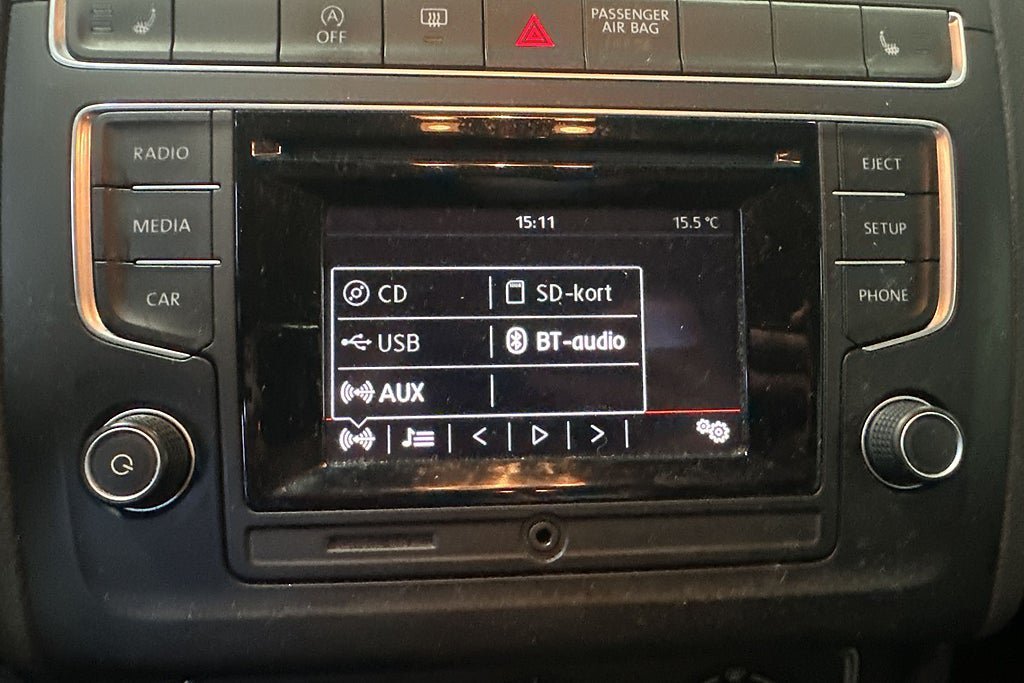 A
OFF
PASSENGER
AIR BAG
RADIO
MEDIA
CAR
EJECT
SETUP
PHONE
15:11
15.5 °C
CD
SD-kort
USB
BT-audio
AUX